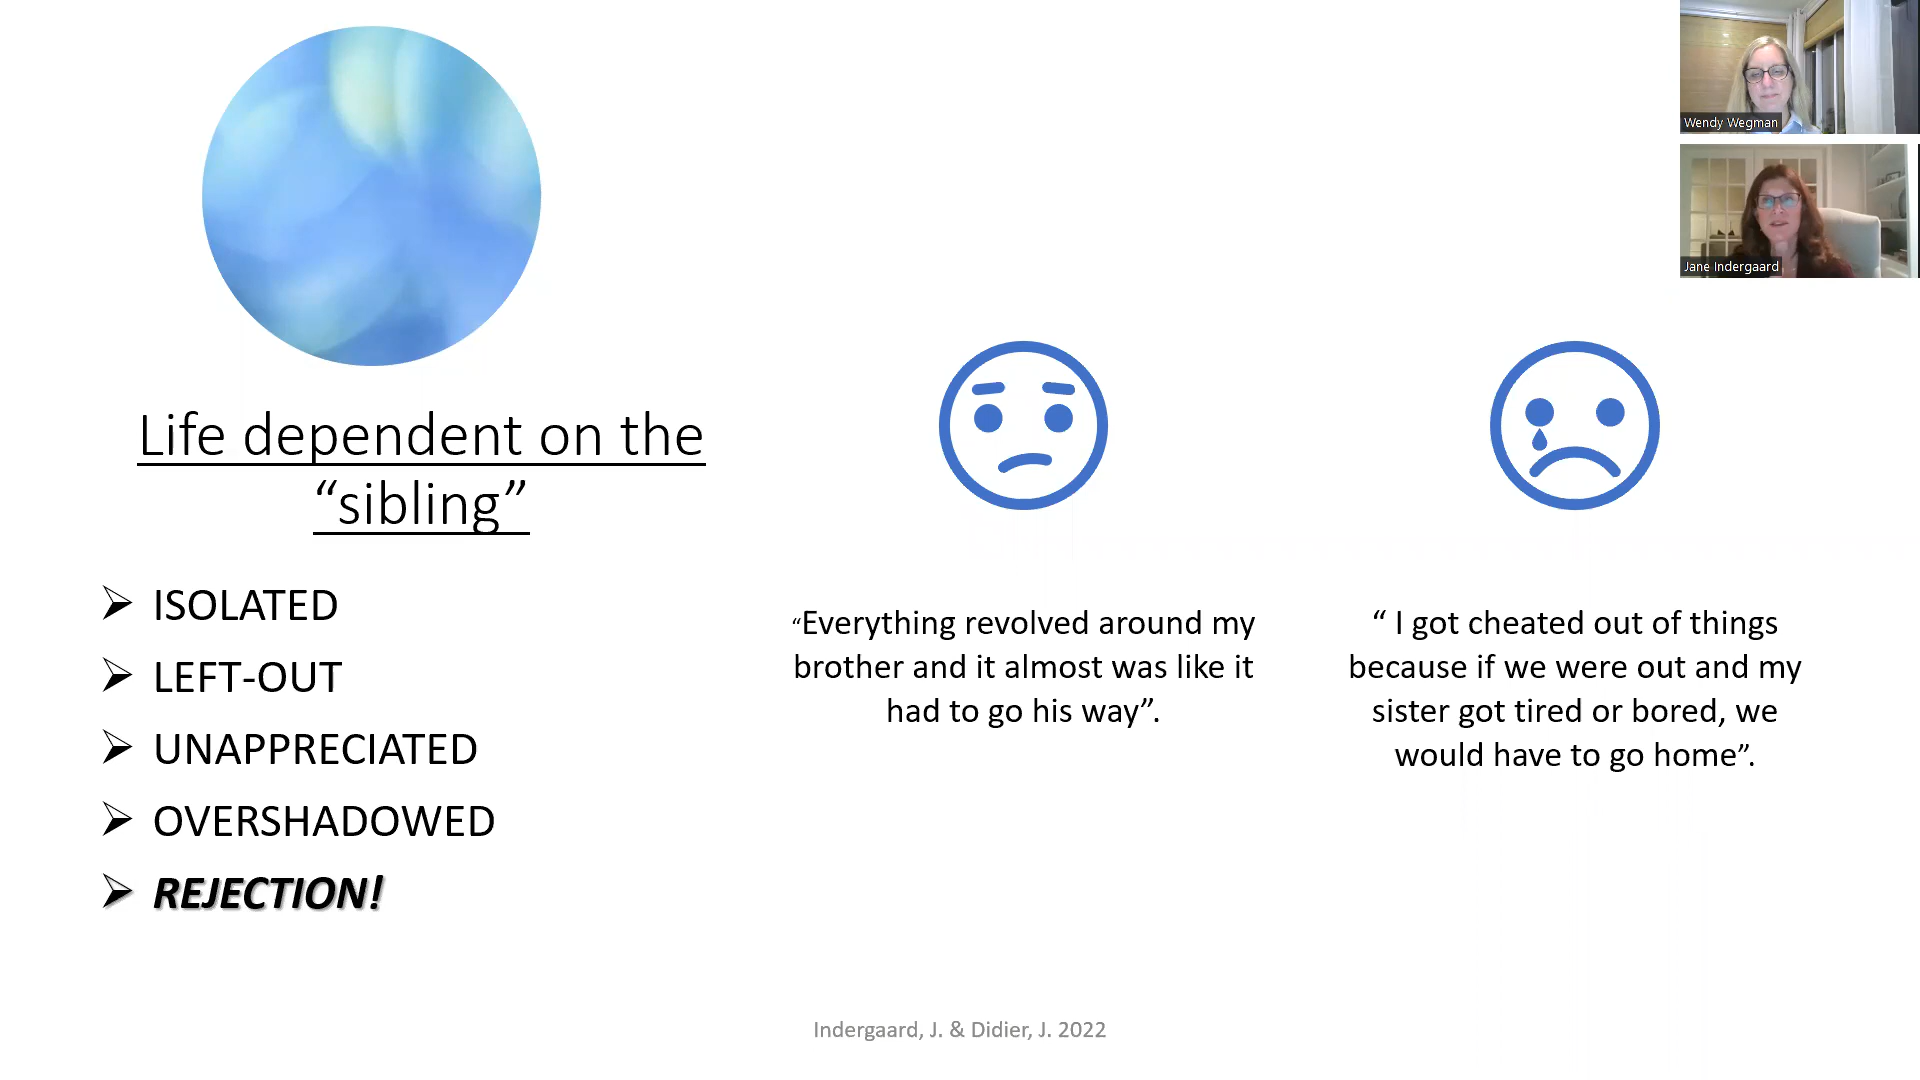 Life dependent on the
“sibling”
➢ ISOLATED
➢ LEFT-OUT
➢ UNAPPRECIATED
➢ OVERSHADOWED
➢ REJECTION!
“Everything revolved around my
brother and it almost was like it
had to go his way”.
“ I got cheated out of things
because if we were out and my
sister got tired or bored, we
would have to go home”.
Wendy Wegman
Jane Indergaard
Indergaard, J. & Didier, J. 2022